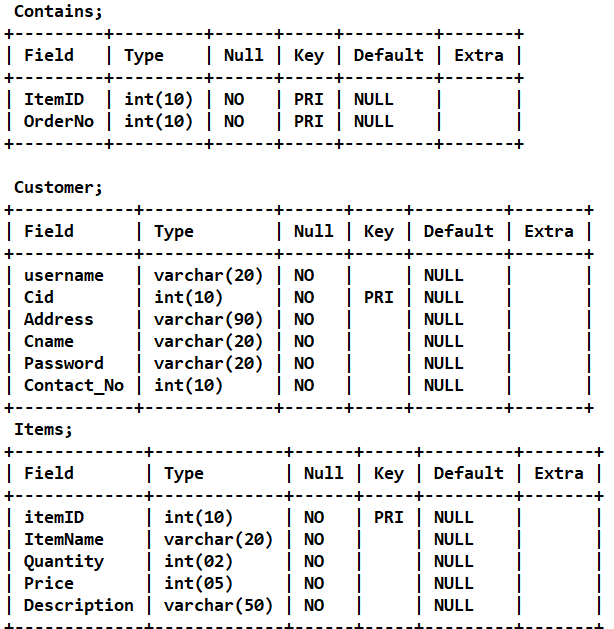 Contains;
+---------+---------+------+-----+---------+-------+
| Field   | Type    | Null | Key | Default | Extra |
+---------+---------+------+-----+---------+-------+
| ItemID  | int(10) | NO   | PRI | NULL    |       |
| OrderNo | int(10) | NO   | PRI | NULL    |       |
+---------+---------+------+-----+---------+-------+
Customer;
+------------+-------------+------+-----+---------+-------+
| Field      | Type        | Null | Key | Default | Extra |
+------------+-------------+------+-----+---------+-------+
| username   | varchar(20) | NO   |     | NULL    |       |
| Cid        | int(10)     | NO   | PRI | NULL    |       |
| Address    | varchar(90) | NO   |     | NULL    |       |
| Cname      | varchar(20) | NO   |     | NULL    |       |
| Password   | varchar(20) | NO   |     | NULL    |       |
| Contact_No | int(10)     | NO   |     | NULL    |       |
+------------+-------------+------+-----+---------+-------+
Items;
+-------------+-------------+------+-----+---------+-------+
| Field       | Type        | Null | Key | Default | Extra |
+-------------+-------------+------+-----+---------+-------+
| itemID      | int(10)     | NO   | PRI | NULL    |       |
| ItemName    | varchar(20) | NO   |     | NULL    |       |
| Quantity    | int(02)     | NO   |     | NULL    |       |
| Price       | int(05)     | NO   |     | NULL    |       |
| Description | varchar(50) | NO   |     | NULL    |       |
+-------------+-------------+------+-----+---------+-------+